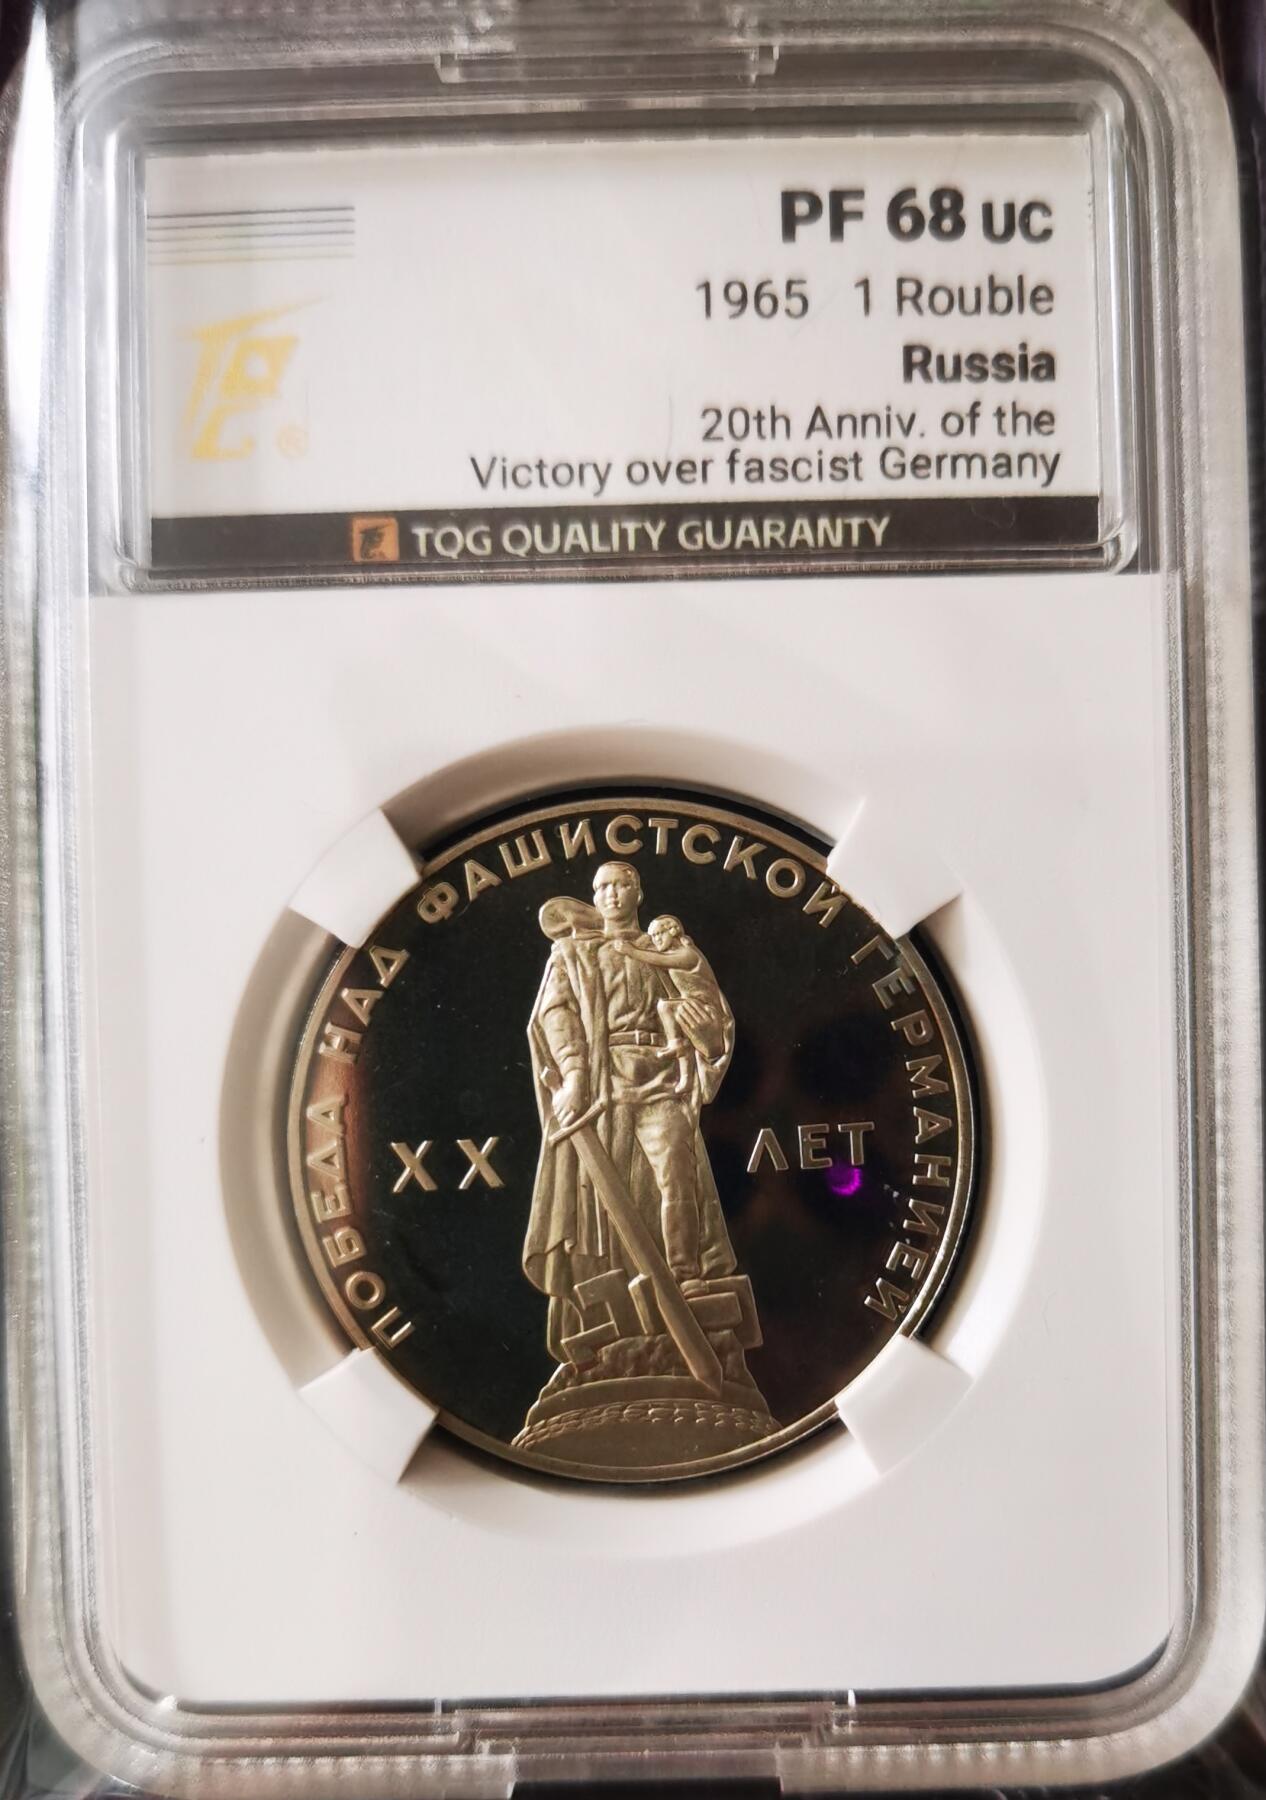 PF 68 UC
1965 1 Rouble
Russia
20th Anniv. of the
Victory over fascist Germany
TQG ®
TQG QUALITY GUARANTY
ПОБЕДА НАД ФАШИСТСКОЙ ГЕРМАНИЕЙ
XX ЛЕТ